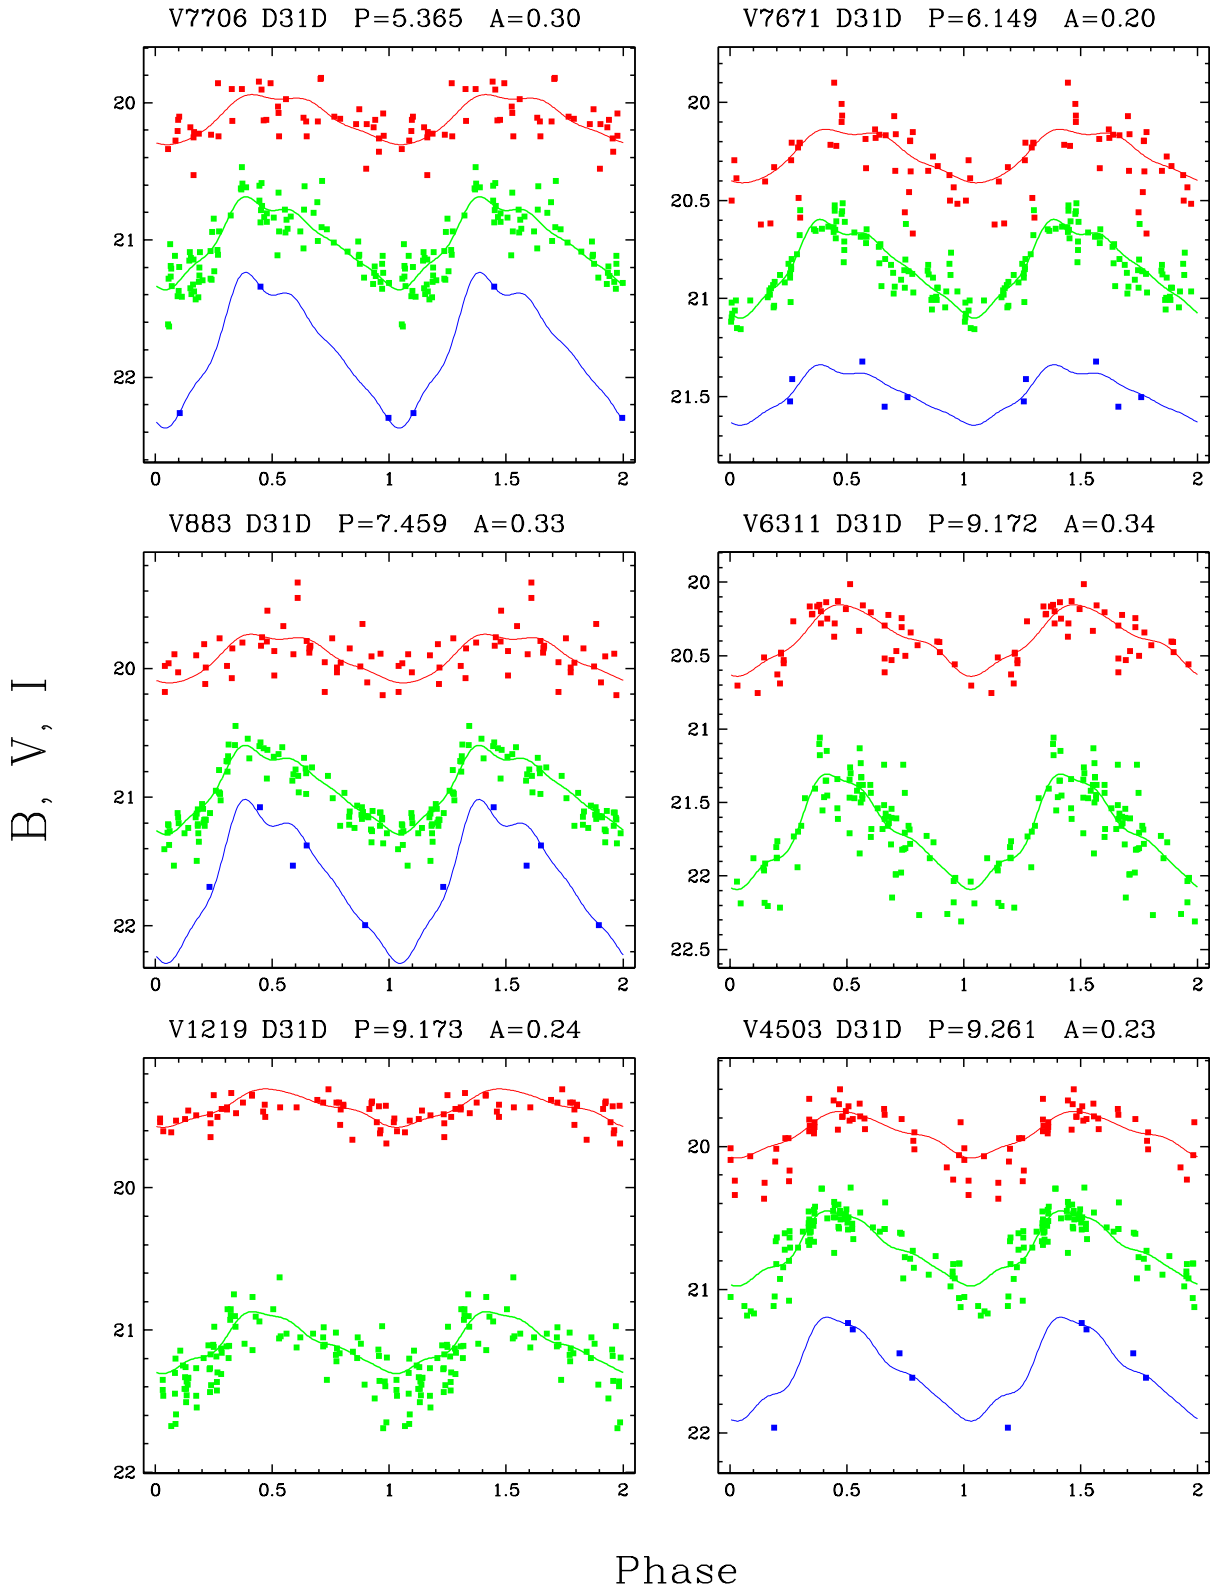 V7706 D31D P=5.365 A=0.30
V7671 D31D P=6.149 A=0.20
20
21
22
0 0.5 1 1.5 2
20
20.5
21
21.5
0 0.5 1 1.5 2
V883 D31D P=7.459 A=0.33
V6311 D31D P=9.172 A=0.34
20
21
22
0 0.5 1 1.5 2
20
20.5
21
21.5
22
22.5
0 0.5 1 1.5 2
B, V, I
V1219 D31D P=9.173 A=0.24
V4503 D31D P=9.261 A=0.23
20
21
22
0 0.5 1 1.5 2
20
21
22
0 0.5 1 1.5 2
Phase